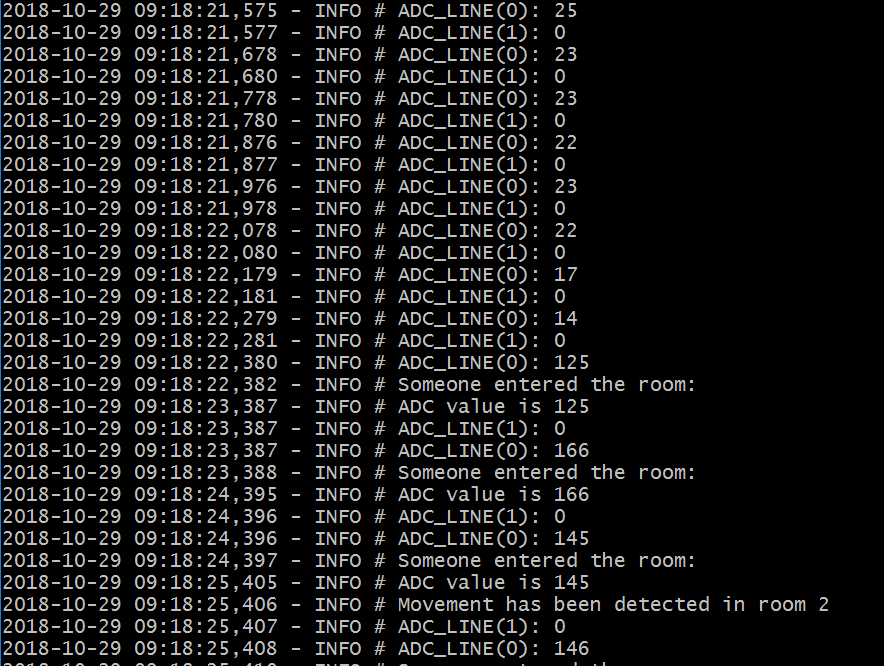 2018-10-29 09:18:21,575 - INFO # ADC_LINE(0): 25
2018-10-29 09:18:21,577 - INFO # ADC_LINE(1): 0
2018-10-29 09:18:21,678 - INFO # ADC_LINE(0): 23
2018-10-29 09:18:21,680 - INFO # ADC_LINE(1): 0
2018-10-29 09:18:21,778 - INFO # ADC_LINE(0): 23
2018-10-29 09:18:21,780 - INFO # ADC_LINE(1): 0
2018-10-29 09:18:21,876 - INFO # ADC_LINE(0): 22
2018-10-29 09:18:21,877 - INFO # ADC_LINE(1): 0
2018-10-29 09:18:21,976 - INFO # ADC_LINE(0): 23
2018-10-29 09:18:21,978 - INFO # ADC_LINE(1): 0
2018-10-29 09:18:22,078 - INFO # ADC_LINE(0): 22
2018-10-29 09:18:22,080 - INFO # ADC_LINE(1): 0
2018-10-29 09:18:22,179 - INFO # ADC_LINE(0): 17
2018-10-29 09:18:22,181 - INFO # ADC_LINE(1): 0
2018-10-29 09:18:22,279 - INFO # ADC_LINE(0): 14
2018-10-29 09:18:22,281 - INFO # ADC_LINE(1): 0
2018-10-29 09:18:22,380 - INFO # ADC_LINE(0): 125
2018-10-29 09:18:22,382 - INFO # Someone entered the room:
2018-10-29 09:18:23,387 - INFO # ADC value is 125
2018-10-29 09:18:23,387 - INFO # ADC_LINE(1): 0
2018-10-29 09:18:23,387 - INFO # ADC_LINE(0): 166
2018-10-29 09:18:23,388 - INFO # Someone entered the room:
2018-10-29 09:18:24,395 - INFO # ADC value is 166
2018-10-29 09:18:24,396 - INFO # ADC_LINE(1): 0
2018-10-29 09:18:24,396 - INFO # ADC_LINE(0): 145
2018-10-29 09:18:24,397 - INFO # Someone entered the room:
2018-10-29 09:18:25,405 - INFO # ADC value is 145
2018-10-29 09:18:25,406 - INFO # Movement has been detected in room 2
2018-10-29 09:18:25,407 - INFO # ADC_LINE(1): 0
2018-10-29 09:18:25,408 - INFO # ADC_LINE(0): 146